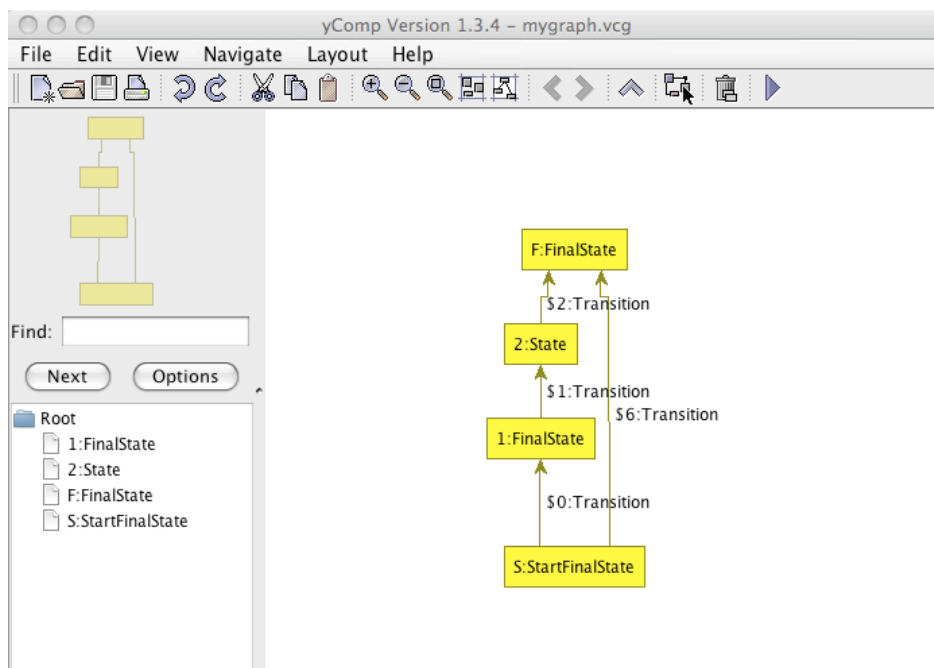 yComp Version 1.3.4 – mygraph.vcg
File Edit View Navigate Layout Help
Find:
Next Options
Root
1:FinalState
2:State
F:FinalState
S:StartFinalState
F:FinalState
$2:Transition
2:State
$1:Transition
$6:Transition
1:FinalState
$0:Transition
S:StartFinalState